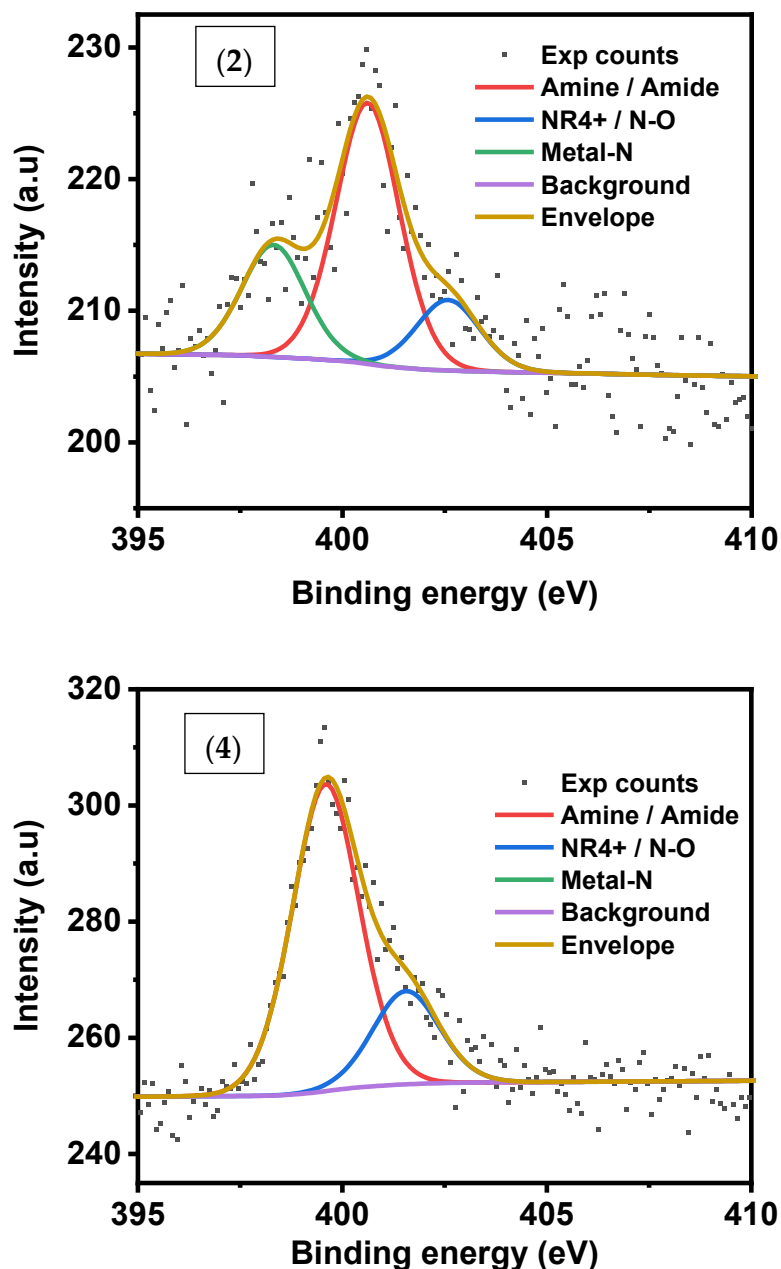 (2)
Exp counts
Amine / Amide
NR4+ / N-O
Metal-N
Background
Envelope
230
220
210
200
Intensity (a.u)
395 400 405 410
Binding energy (eV)
(4)
Exp counts
Amine / Amide
NR4+ / N-O
Metal-N
Background
Envelope
320
300
280
260
240
Intensity (a.u)
395 400 405 410
Binding energy (eV)